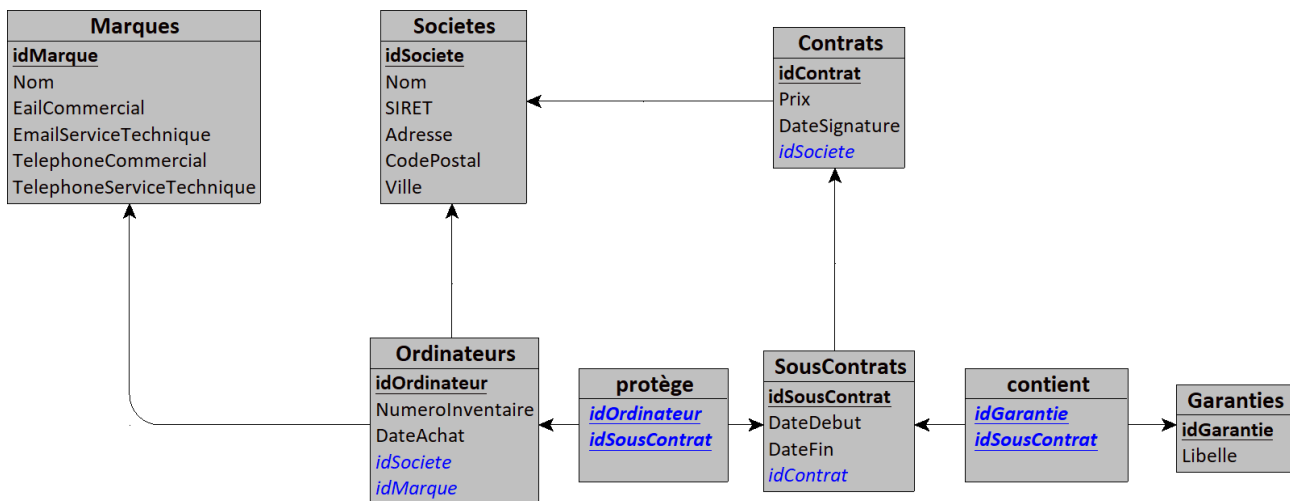 Marques
idMarque
Nom
EailCommercial
EmailServiceTechnique
TelephoneCommercial
TelephoneServiceTechnique
Societes
idSociete
Nom
SIRET
Adresse
CodePostal
Ville
Contrats
idContrat
Prix
DateSignature
idSociete
Ordinateurs
idOrdinateur
NumeroInventaire
DateAchat
idSociete
idMarque
protège
idOrdinateur
idSousContrat
SousContrats
idSousContrat
DateDebut
DateFin
idContrat
contient
idGarantie
idSousContrat
Garanties
idGarantie
Libelle